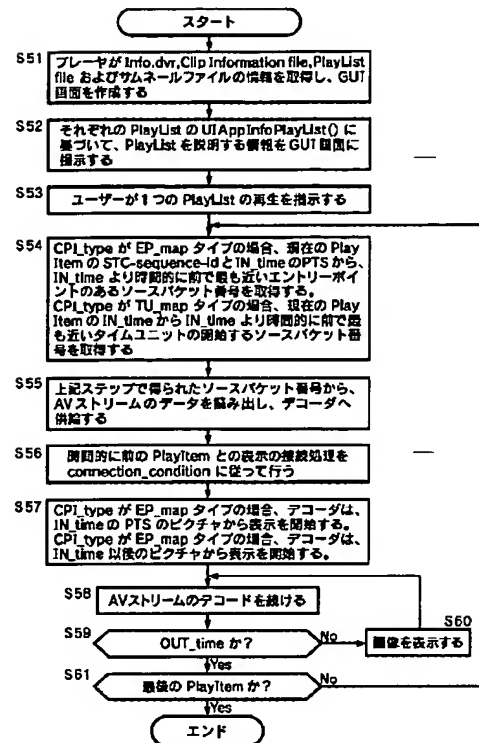 スタート
S51
プレーヤが Info.dvr,Clip Information file,PlayList
file およびサムネールファイルの情報を取得し、GUI
画面を作成する
S52
それぞれの PlayList の UIAppInfoPlayList() に
基づいて、PlayList を説明する情報を GUI 画面に
指示する
S53
ユーザーが1つの PlayList の再生を指示する
S54
CPI_type が EP_map タイプの場合、現在の Play
Item の STC-sequence-id と IN_time のPTS から、
IN_time より時間的に前で最も近いエントリーポイ
ントのあるソースパケット番号を取得する。
CPI_type が TU_map タイプの場合、現在の Play
Item の IN_time から IN_time より時間的に前で最
も近いタイムユニットの開始するソースパケット番
号を取得する
S55
上記ステップで得られたソースパケット番号から、
AVストリームのデータを読み出し、デコーダへ
供給する
S56
時間的に前の PlayItem との表示の接続処理を
connection_condition に従って行う
S57
CPI_type が EP_map タイプの場合、デコーダは、
IN_time の PTS のピクチャから表示を開始する。
CPI_type が EP_map タイプの場合、デコーダは、
IN_time 以後のピクチャから表示を開始する。
S58
AVストリームのデコードを続ける
S59
OUT_time か？
No
S60
画像を表示する
Yes
S61
最後の PlayItem か？
No
Yes
エンド